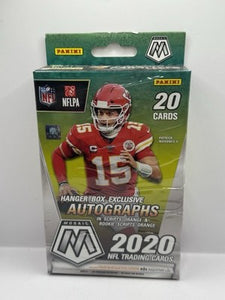 PANINI
MOSAIC
PANINI
NFL
NFLPA
20
CARDS
PATRICK
MAHOMES II
15
HANGER BOX EXCLUSIVE
AUTOGRAPHS
IN SCRIPTS ORANGE &
ROOKIE SCRIPTS ORANGE
MOSAIC
2020
NFL TRADING CARDS